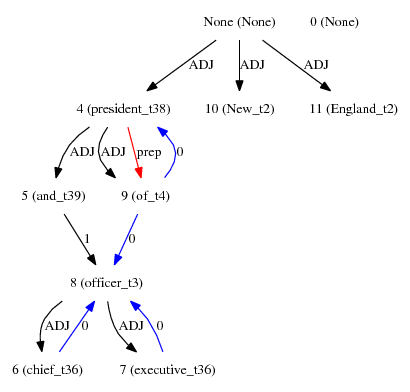 None (None) 0 (None)
ADJ ADJ ADJ
4 (president_t38) 10 (New_t2) 11 (England_t2)
ADJ ADJ prep 0
5 (and_t39) 9 (of_t4)
1 0
8 (officer_t3)
ADJ 0 ADJ 0
6 (chief_t36) 7 (executive_t36)